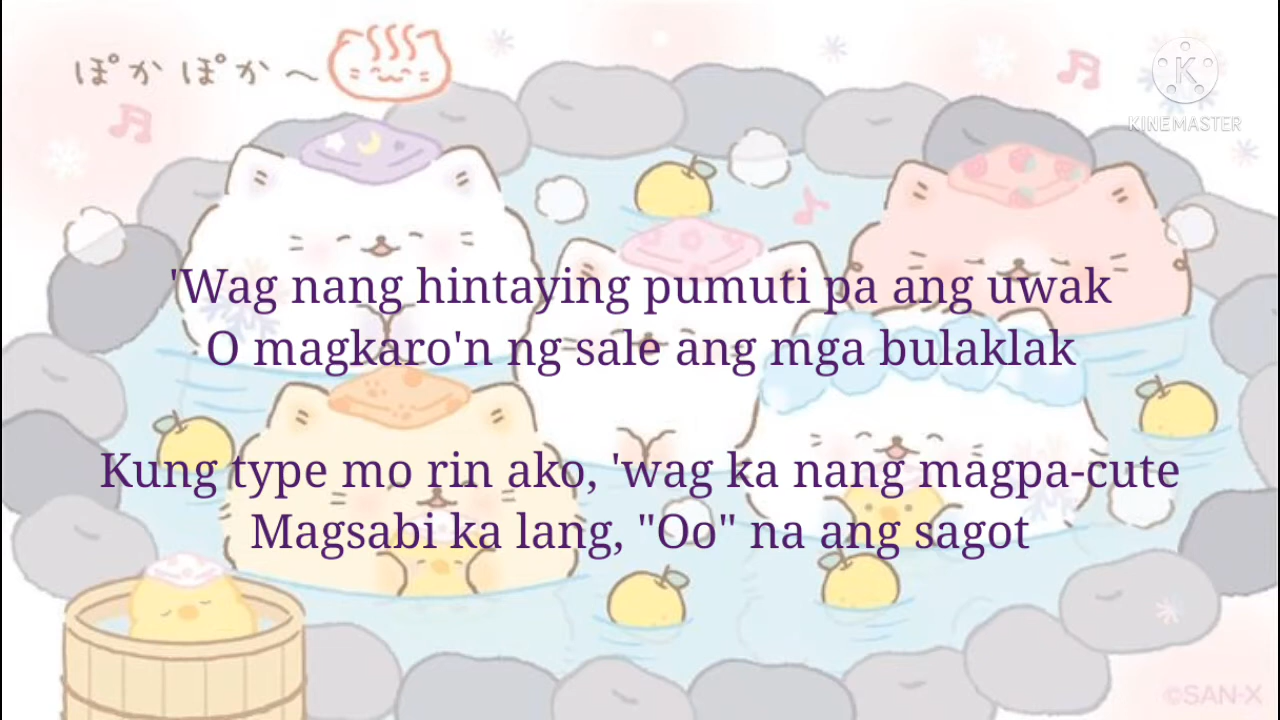 ぽかぽか～
K
KINEMASTER
'Wag nang hintaying pumuti pa ang uwak
O magkaro'n ng sale ang mga bulaklak
Kung type mo rin ako, 'wag ka nang magpa-cute
Magsabi ka lang, "Oo" na ang sagot
©SAN-X